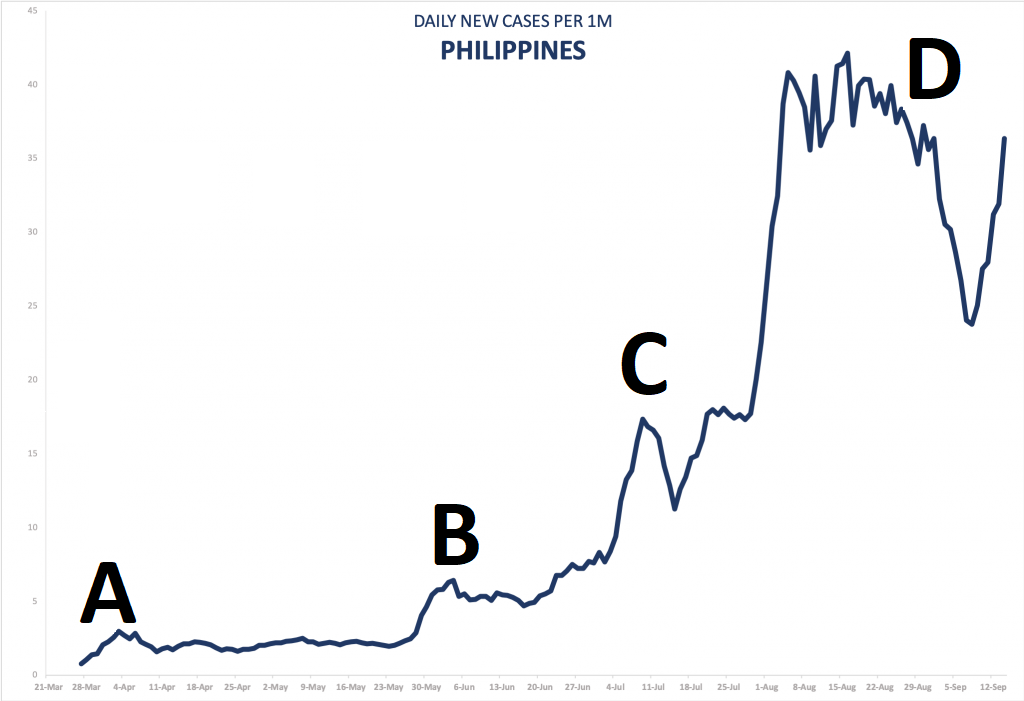 DAILY NEW CASES PER 1M
PHILIPPINES
45
40
35
30
25
20
15
10
5
0
A
B
C
D
21-Mar 28-Mar 4-Apr 11-Apr 18-Apr 25-Apr 2-May 9-May 16-May 23-May 30-May 6-Jun 13-Jun 20-Jun 27-Jun 4-Jul 11-Jul 18-Jul 25-Jul 1-Aug 8-Aug 15-Aug 22-Aug 29-Aug 5-Sep 12-Sep